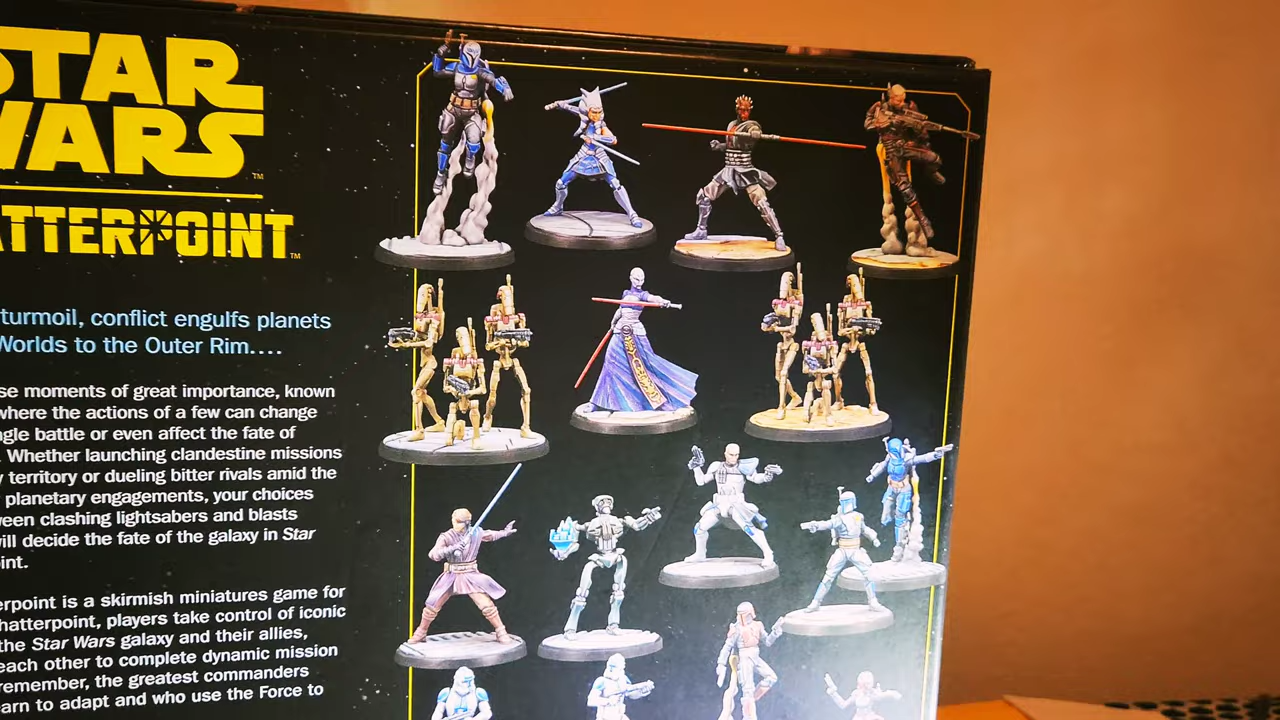 STAR
WARS
TM
ATTERPOINT
TM
turmoil, conflict engulfs planets
Worlds to the Outer Rim....
se moments of great importance, known
where the actions of a few can change
ngle battle or even affect the fate of
. Whether launching clandestine missions
y territory or dueling bitter rivals amid the
planetary engagements, your choices
ween clashing lightsabers and blasts
will decide the fate of the galaxy in Star
oint.
erpoint is a skirmish miniatures game for
hatterpoint, players take control of iconic
the Star Wars galaxy and their allies,
each other to complete dynamic mission
remember, the greatest commanders
earn to adapt and who use the Force to